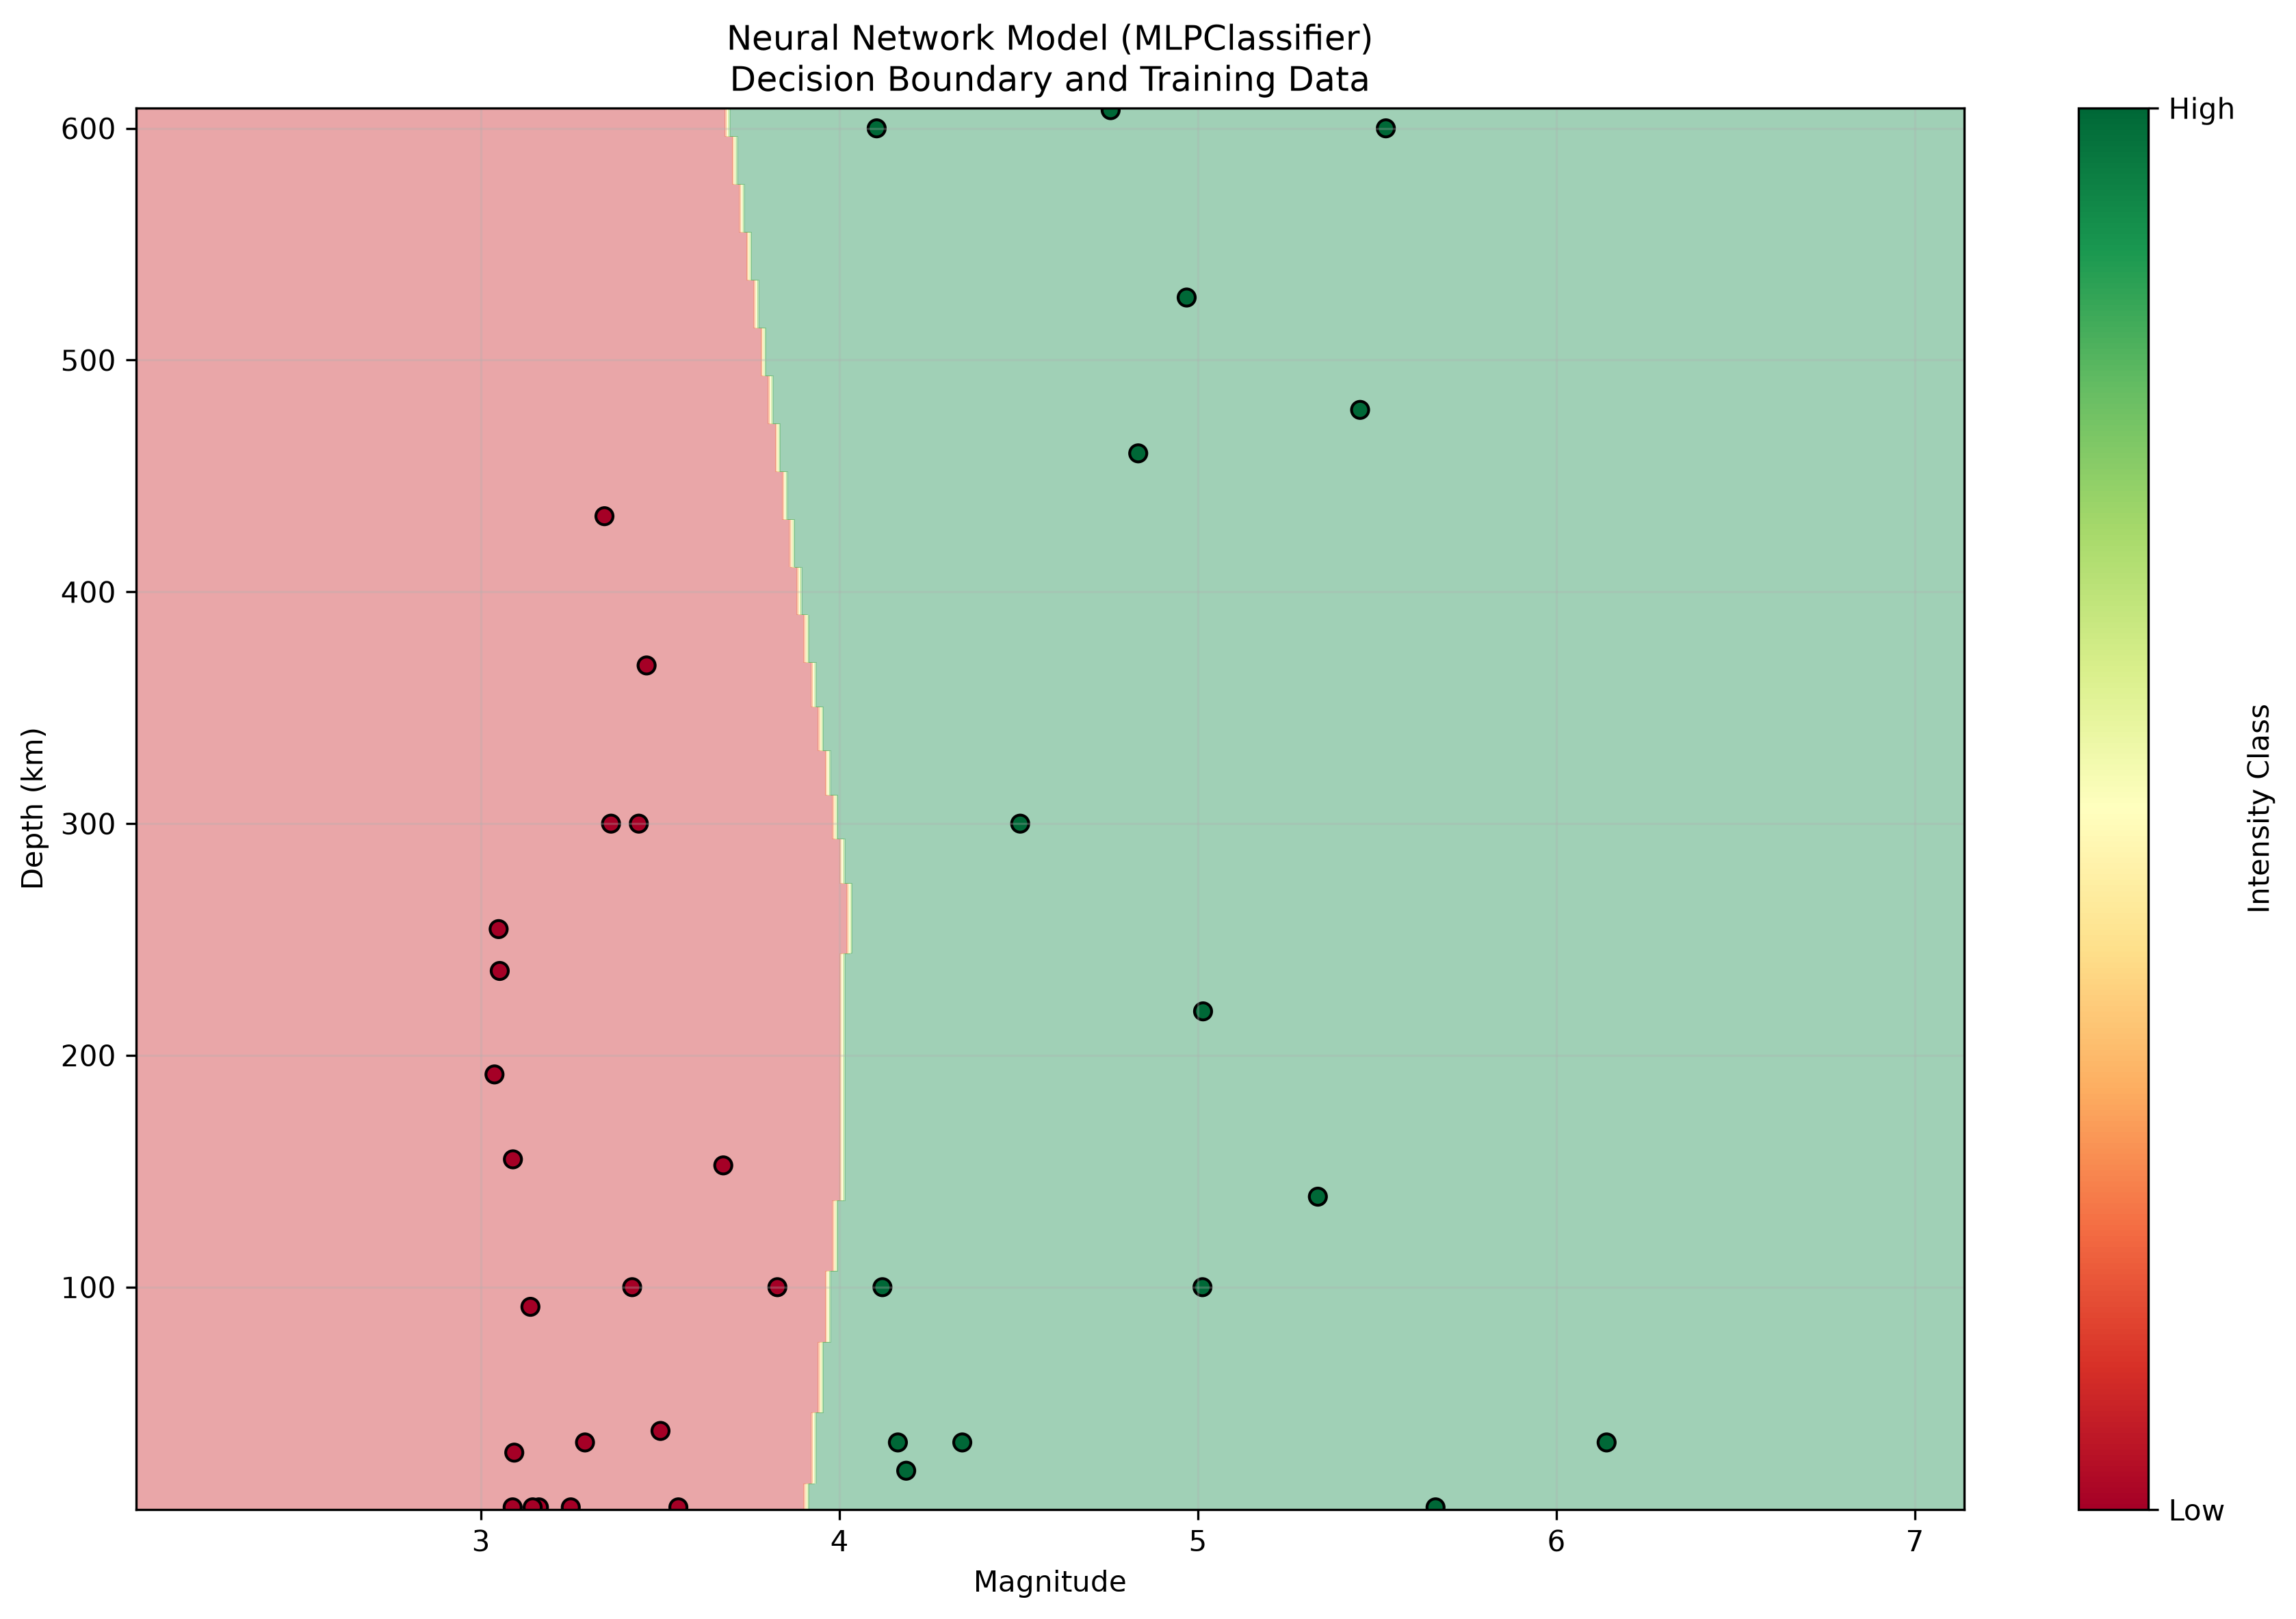 Neural Network Model (MLPClassifier)
Decision Boundary and Training Data
600
500
400
300
200
100
Depth (km)
3
4
5
6
7
Magnitude
High
Low
Intensity Class